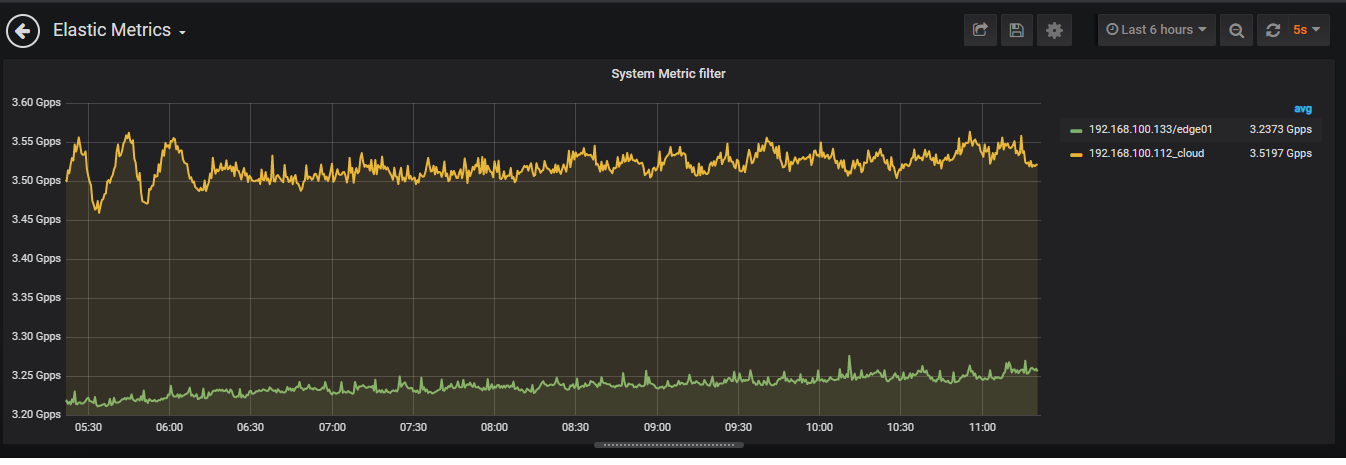 Elastic Metrics
Last 6 hours 5s
System Metric filter
3.60 Gpps
3.55 Gpps
3.50 Gpps
3.45 Gpps
3.40 Gpps
3.35 Gpps
3.30 Gpps
3.25 Gpps
3.20 Gpps
05:30 06:00 06:30 07:00 07:30 08:00 08:30 09:00 09:30 10:00 10:30 11:00
avg
192.168.100.133/edge01 3.2373 Gpps
192.168.100.112_cloud 3.5197 Gpps